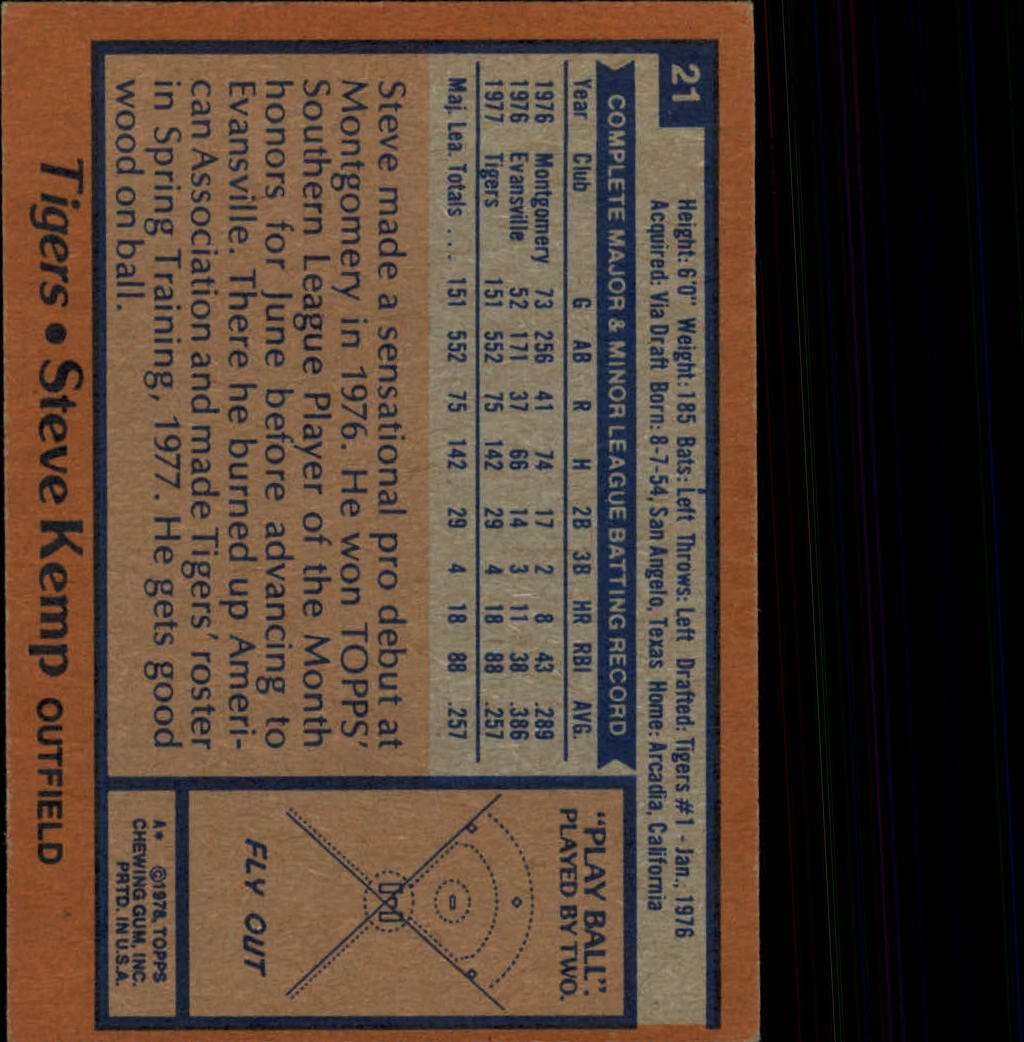 21
Height: 6'0" Weight: 185 Bats: Left Throws: Left Drafted: Tigers #1 - Jan., 1976
Acquired: Via Draft Born: 8-7-54, San Angelo, Texas Home: Arcadia, California
COMPLETE MAJOR & MINOR LEAGUE BATTING RECORD
Year Club G AB R H 2B 3B HR RBI AVG.
1976 Montgomery 73 256 41 74 17 2 8 43 .289
1976 Evansville 52 171 37 66 14 3 11 38 .386
1977 Tigers 151 552 75 142 29 4 18 88 .257
Maj. Lea. Totals ... 151 552 75 142 29 4 18 88 .257
Steve made a sensational pro debut at
Montgomery in 1976. He won TOPPS'
Southern League Player of the Month
honors for June before advancing to
Evansville. There he burned up Ameri-
can Association and made Tigers' roster
in Spring Training, 1977. He gets good
wood on ball.
"PLAY BALL"
PLAYED BY TWO.
FLY OUT
A* ©1978, TOPPS
CHEWING GUM, INC.
PRTD. IN U.S.A.
Tigers • Steve Kemp OUTFIELD